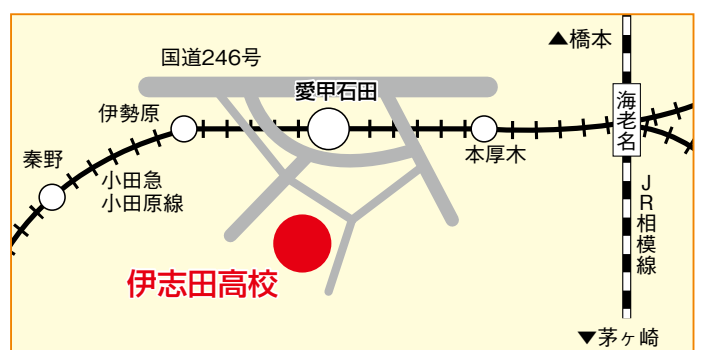 ▲橋本
国道246号
愛甲石田
海老名
伊勢原
本厚木
秦野
小田急
小田原線
JR相模線
伊志田高校
▼茅ヶ崎